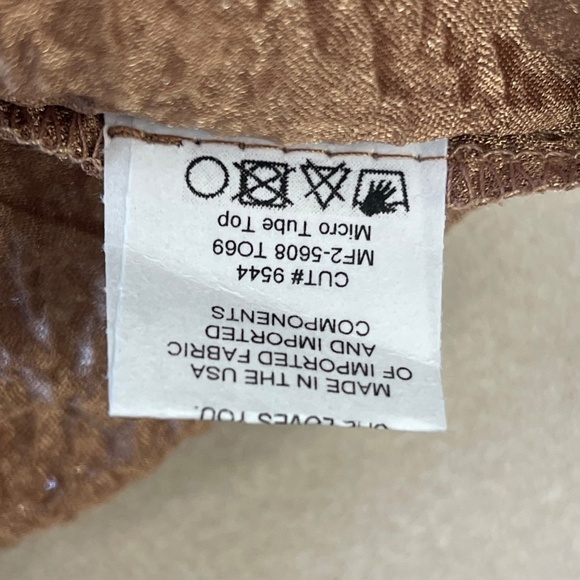 LOVES YOU.
MADE IN THE USA
OF IMPORTED FABRIC
AND IMPORTED
COMPONENTS
CUT# 9544
MF2-5608 TO69
Micro Tube Top